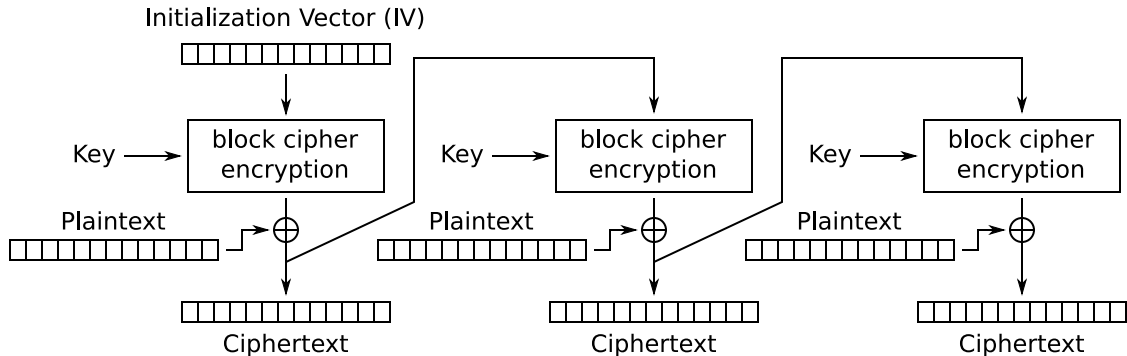 Initialization Vector (IV)
block cipher
encryption
Key
Plaintext
Ciphertext
block cipher
encryption
Key
Plaintext
Ciphertext
block cipher
encryption
Key
Plaintext
Ciphertext